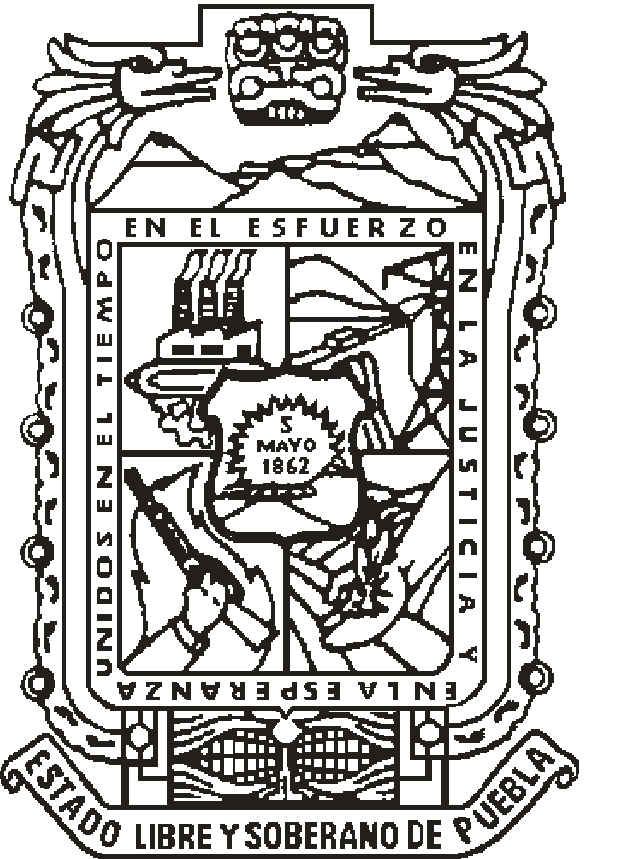 UNIDOS EN EL TIEMPO
EN EL ESFUERZO
EN LA JUSTICIA Y
EN LA ESPERANZA
5
MAYO
1862
ESTADO LIBRE Y SOBERANO DE PUEBLA